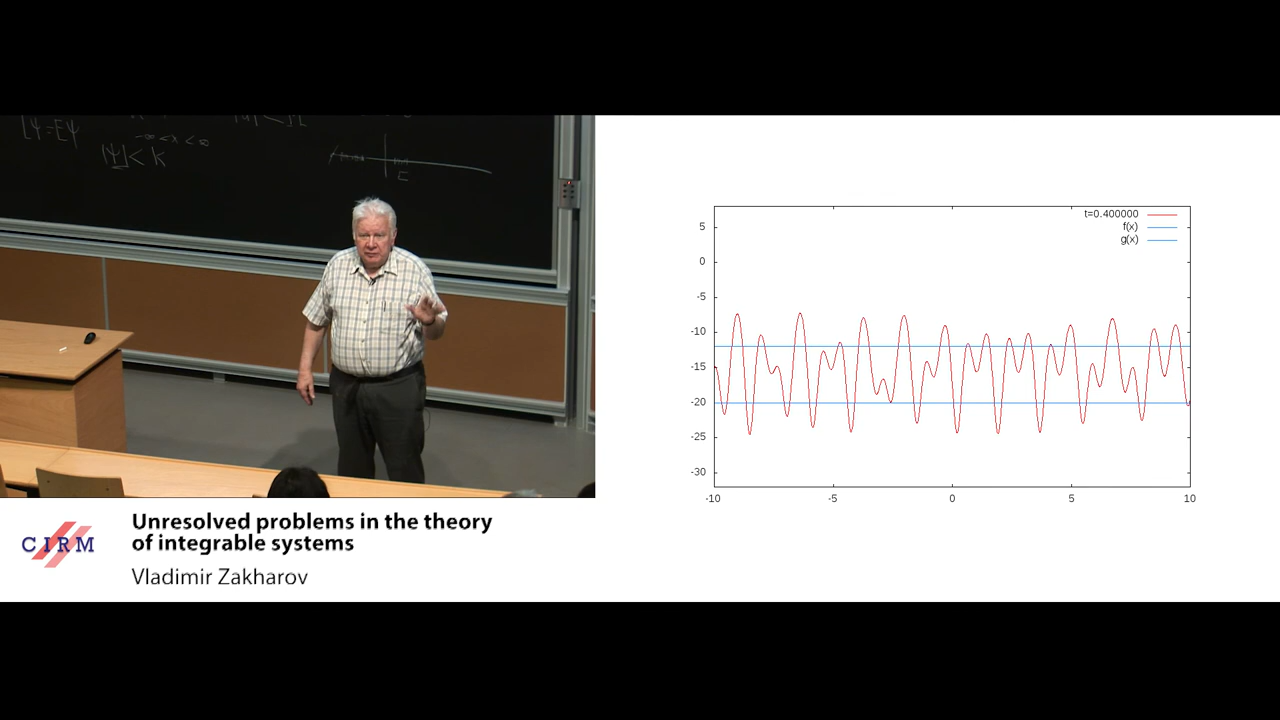 LΨ=EΨ
|Ψ|< k
-∞ < x < ∞
E
t=0.400000
f(x)
g(x)
5
0
-5
-10
-15
-20
-25
-30
-10
-5
0
5
10
CIRM
Unresolved problems in the theory
of integrable systems
Vladimir Zakharov